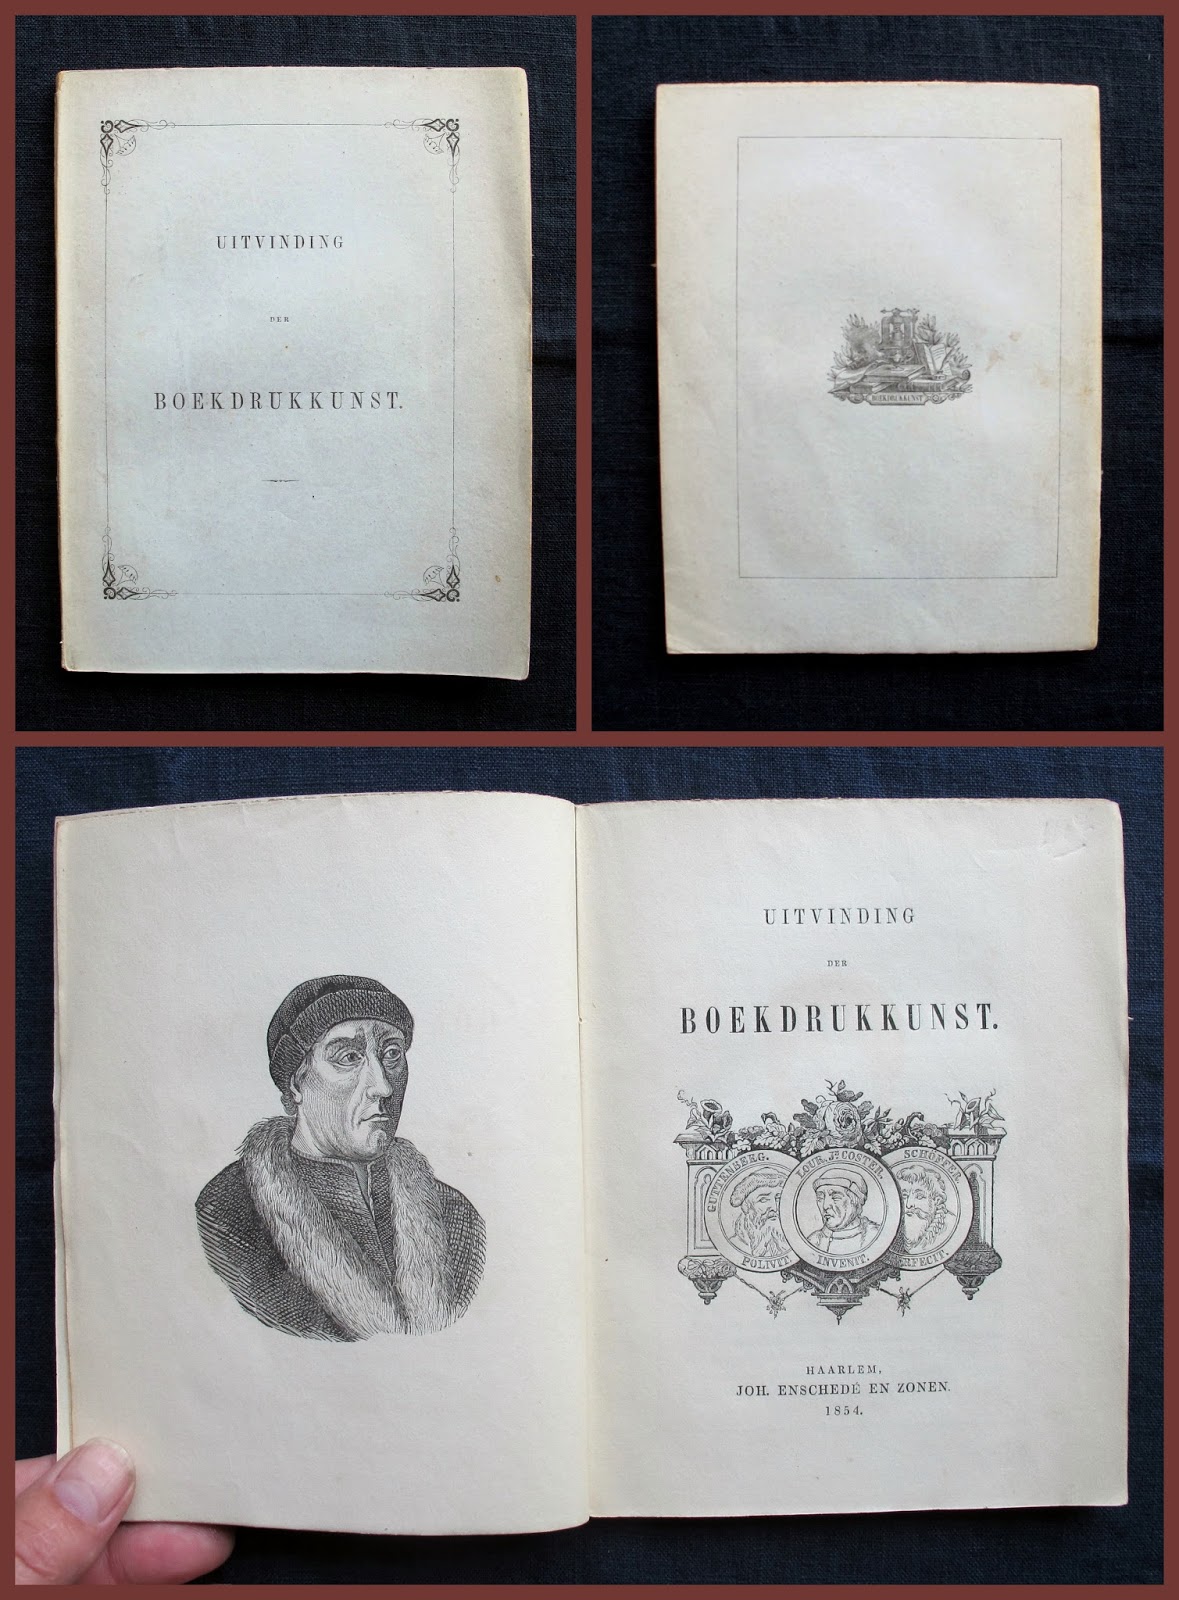 UITVINDING
DER
BOEKDRUKKUNST.
BOEKDRUKKUNST
UITVINDING
DER
BOEKDRUKKUNST.
GUTTENBERG.
POLIVIT
LOUR. Jz. COSTER.
INVENIT.
SCHÖFFER
ERFECIT.
HAARLEM,
JOH. ENSCHEDÉ EN ZONEN.
1854.